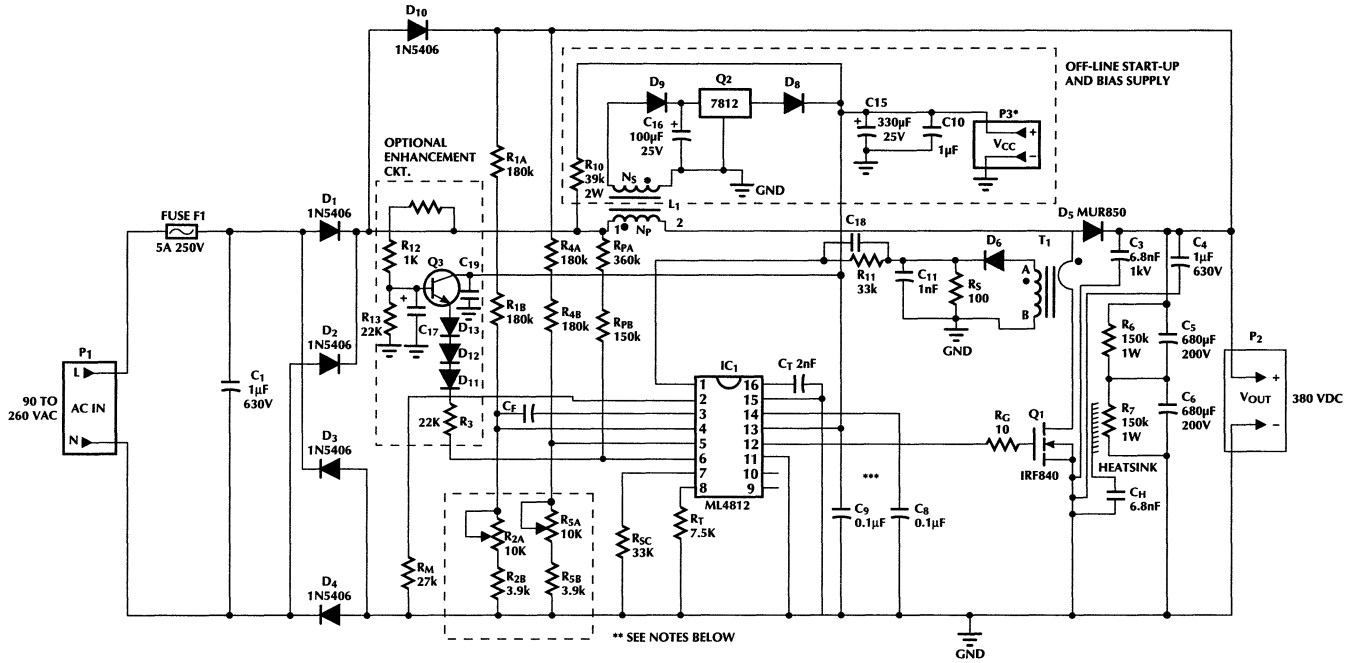 D10
1N5406
OFF-LINE START-UP
AND BIAS SUPPLY
D9
Q2
7812
D8
C16
100µF
25V
+
C15
330µF
25V
+
C10
1µF
P3*
+
VCC
–
GND
OPTIONAL
ENHANCEMENT
CKT.
R1A
180k
R10
39k
2W
NS
L1
1
NP
2
D1
1N5406
FUSE F1
5A 250V
R12
1K
Q3
C19
R13
22K
+
C17
D13
D12
D11
22K
R3
R1B
180k
R4A
180k
R4B
180k
RPA
360k
RPB
150k
C18
R11
33k
C11
1nF
RS
100
D6
T1
A
B
GND
D5 MUR850
C3
6.8nF
1kV
C4
1µF
630V
R6
150k
1W
C5
680µF
200V
R7
150k
1W
C6
680µF
200V
HEATSINK
CH
6.8nF
P2
+
VOUT
–
380 VDC
P1
L
AC IN
N
90 TO
260 VAC
C1
1µF
630V
D2
1N5406
D3
1N5406
D4
1N5406
CF
IC1
CT 2nF
1 16
2 15
3 14
4 13
5 12
6 11
7 10
8 9
ML4812
RG
10
Q1
IRF840
***
C9
0.1µF
C8
0.1µF
RM
27k
R2A
10K
R5A
10K
R2B
3.9k
R5B
3.9k
RSC
33K
RT
7.5K
** SEE NOTES BELOW
GND